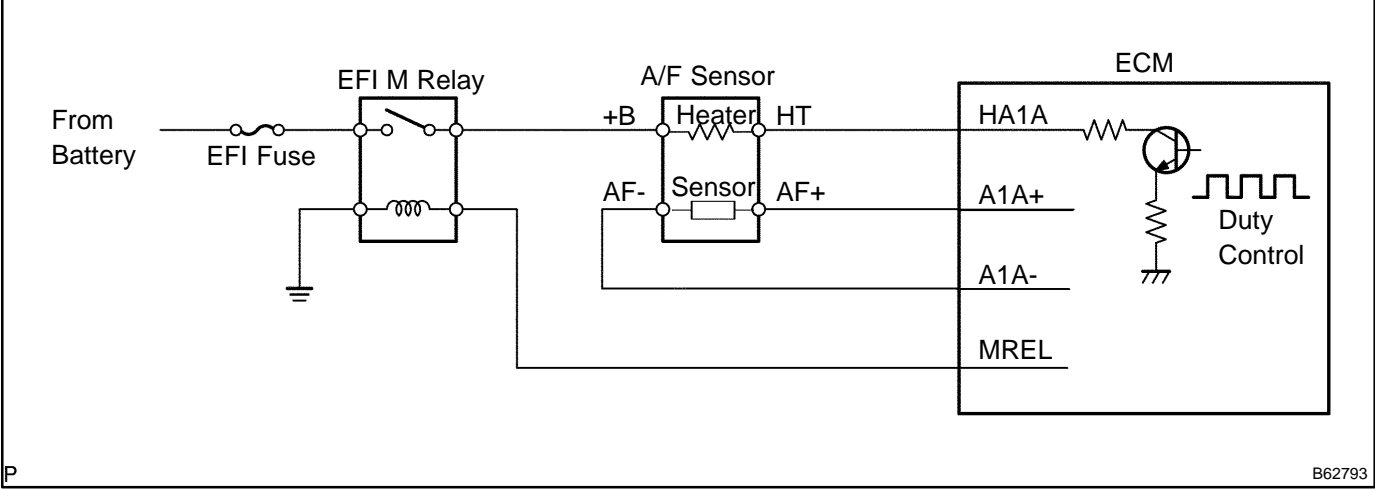 ECM
EFI M Relay
A/F Sensor
From
Battery
EFI Fuse
+B
Heater
HT
HA1A
AF-
Sensor
AF+
A1A+
Duty
Control
A1A-
MREL
P
B62793